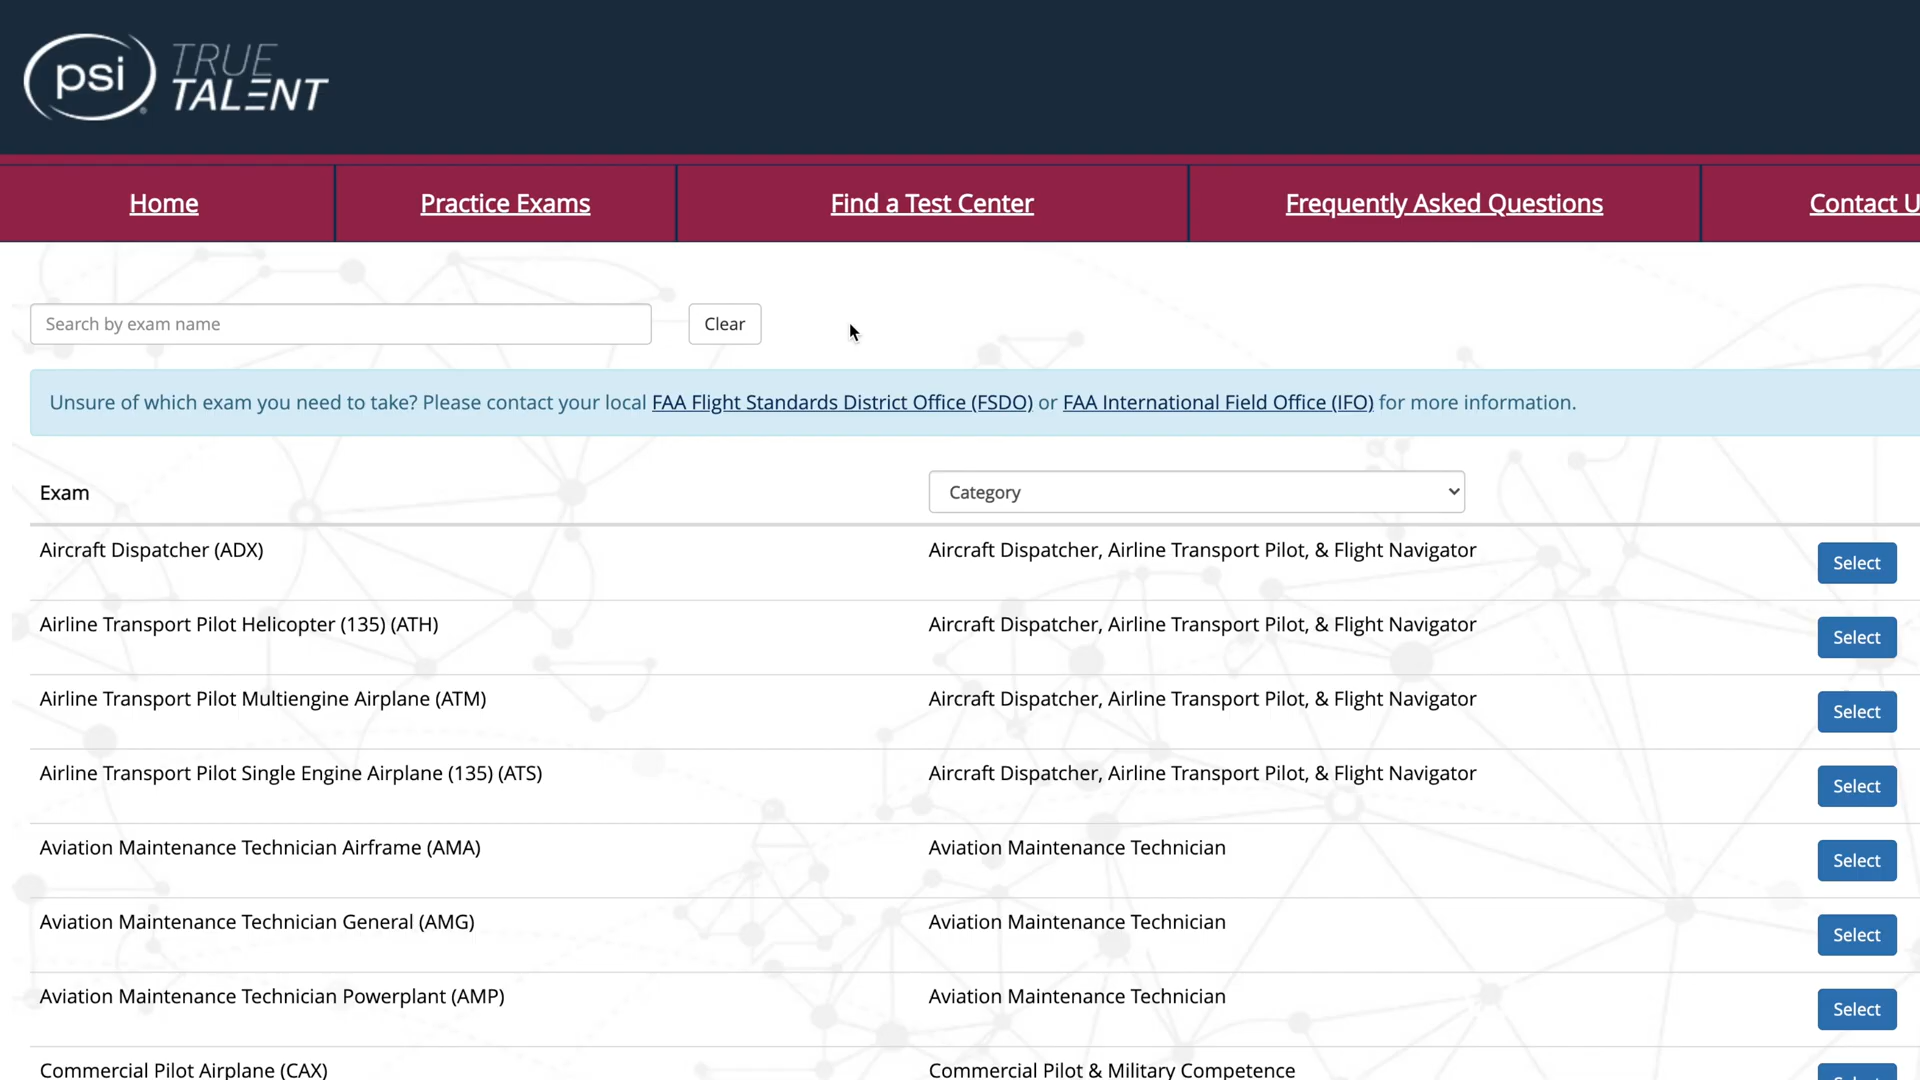 psi TRUE TALENT
Home
Practice Exams
Find a Test Center
Frequently Asked Questions
Contact U
Search by exam name
Clear
Unsure of which exam you need to take? Please contact your local FAA Flight Standards District Office (FSDO) or FAA International Field Office (IFO) for more information.
Exam
Category
Aircraft Dispatcher (ADX)
Aircraft Dispatcher, Airline Transport Pilot, & Flight Navigator
Select
Airline Transport Pilot Helicopter (135) (ATH)
Aircraft Dispatcher, Airline Transport Pilot, & Flight Navigator
Select
Airline Transport Pilot Multiengine Airplane (ATM)
Aircraft Dispatcher, Airline Transport Pilot, & Flight Navigator
Select
Airline Transport Pilot Single Engine Airplane (135) (ATS)
Aircraft Dispatcher, Airline Transport Pilot, & Flight Navigator
Select
Aviation Maintenance Technician Airframe (AMA)
Aviation Maintenance Technician
Select
Aviation Maintenance Technician General (AMG)
Aviation Maintenance Technician
Select
Aviation Maintenance Technician Powerplant (AMP)
Aviation Maintenance Technician
Select
Commercial Pilot Airplane (CAX)
Commercial Pilot & Military Competence